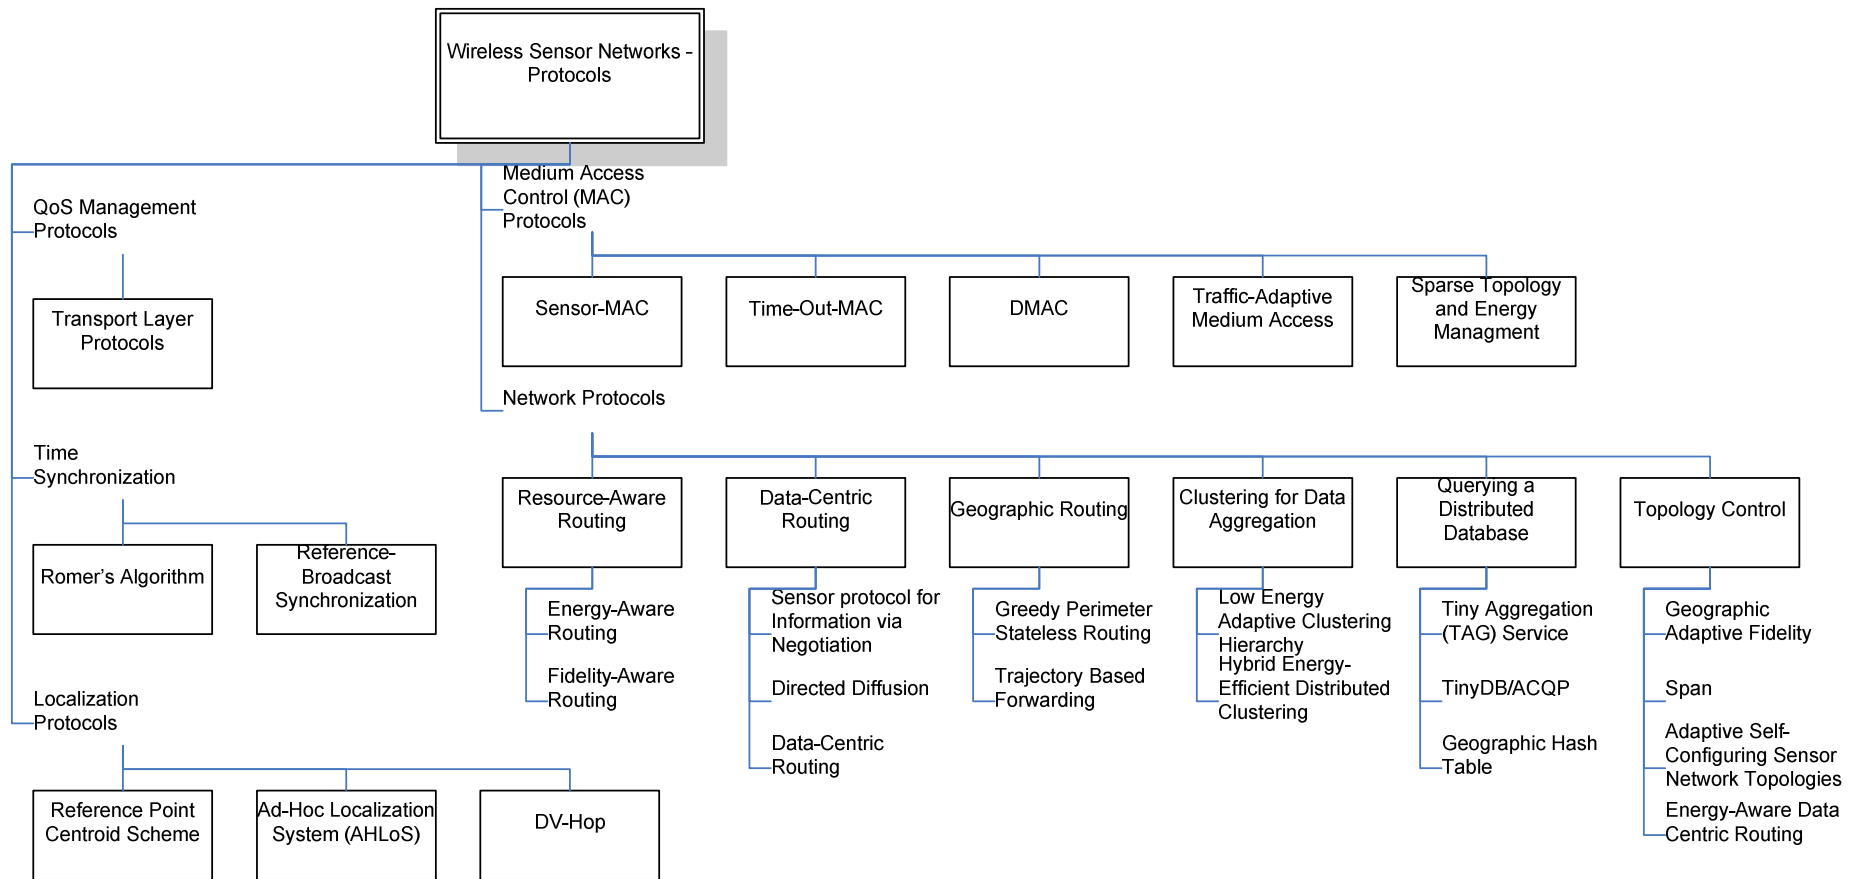 Wireless Sensor Networks -
Protocols
Medium Access
Control (MAC)
Protocols
QoS Management
Protocols
Sensor-MAC
Time-Out-MAC
DMAC
Traffic-Adaptive
Medium Access
Sparse Topology
and Energy
Managment
Transport Layer
Protocols
Network Protocols
Time
Synchronization
Resource-Aware
Routing
Data-Centric
Routing
Geographic Routing
Clustering for Data
Aggregation
Querying a
Distributed
Database
Topology Control
Romer's Algorithm
Reference-
Broadcast
Synchronization
Energy-Aware
Routing
Fidelity-Aware
Routing
Sensor protocol for
Information via
Negotiation
Directed Diffusion
Data-Centric
Routing
Greedy Perimeter
Stateless Routing
Trajectory Based
Forwarding
Low Energy
Adaptive Clustering
Hierarchy
Hybrid Energy-
Efficient Distributed
Clustering
Tiny Aggregation
(TAG) Service
TinyDB/ACQP
Geographic Hash
Table
Geographic
Adaptive Fidelity
Span
Adaptive Self-
Configuring Sensor
Network Topologies
Energy-Aware Data
Centric Routing
Localization
Protocols
Reference Point
Centroid Scheme
Ad-Hoc Localization
System (AHLoS)
DV-Hop